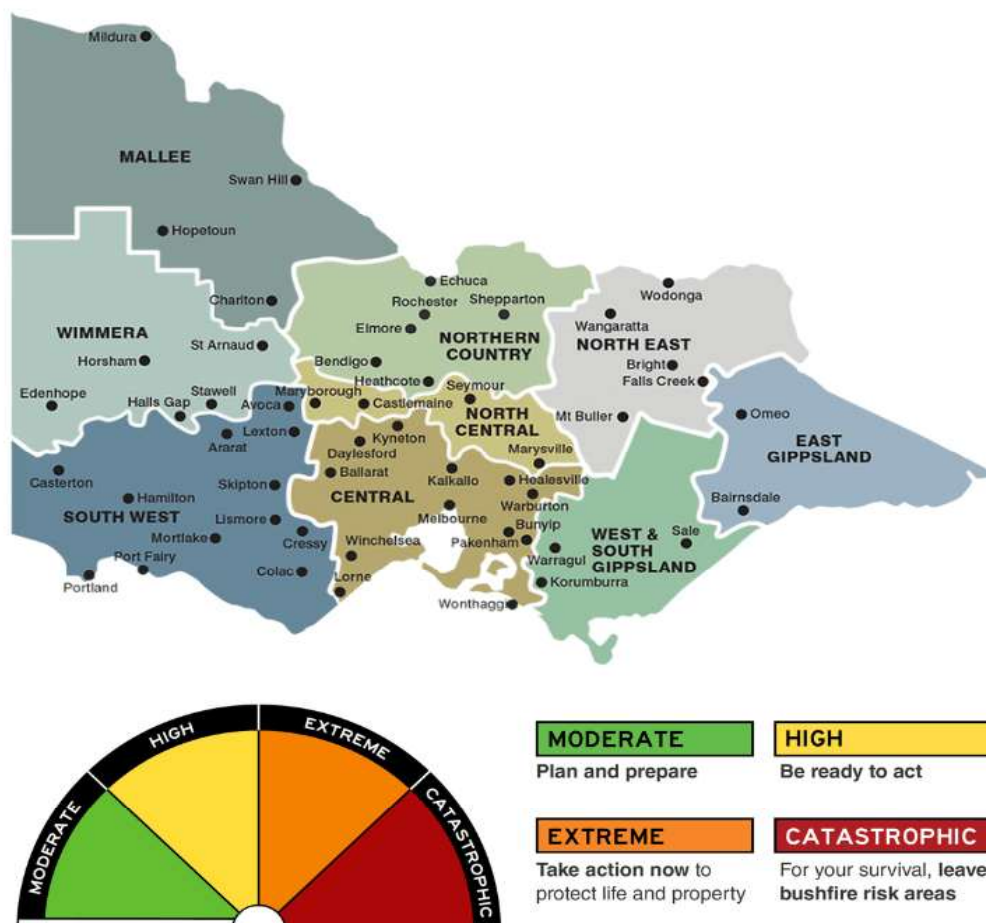 Mildura
MALLEE
Swan Hill
Hopetoun
Charlton
Echuca
Rochester
Shepparton
Elmore
NORTHERN
COUNTRY
Bendigo
Heathcote
Wodonga
Wangaratta
NORTH EAST
Bright
Falls Creek
Mt Buller
WIMMERA
St Arnaud
Horsham
Edenhope
Stawell
Halls Gap
Maryborough
Castlemaine
Seymour
NORTH
CENTRAL
Marysville
Omeo
EAST
GIPPSLAND
Bairnsdale
Avoca
Lexton
Ararat
Casterton
Hamilton
Skipton
SOUTH WEST
Lismore
Mortlake
Cressy
Port Fairy
Portland
Colac
Kyneton
Daylesford
Ballarat
CENTRAL
Kalkallo
Healesville
Warburton
Melbourne
Bunyip
Pakenham
Winchelsea
Lorne
Wonthaggi
WEST &
SOUTH
GIPPSLAND
Sale
Warragul
Korumburra
MODERATE
HIGH
EXTREME
CATASTROPHIC
MODERATE
Plan and prepare
HIGH
Be ready to act
EXTREME
Take action now to
protect life and property
CATASTROPHIC
For your survival, leave
bushfire risk areas